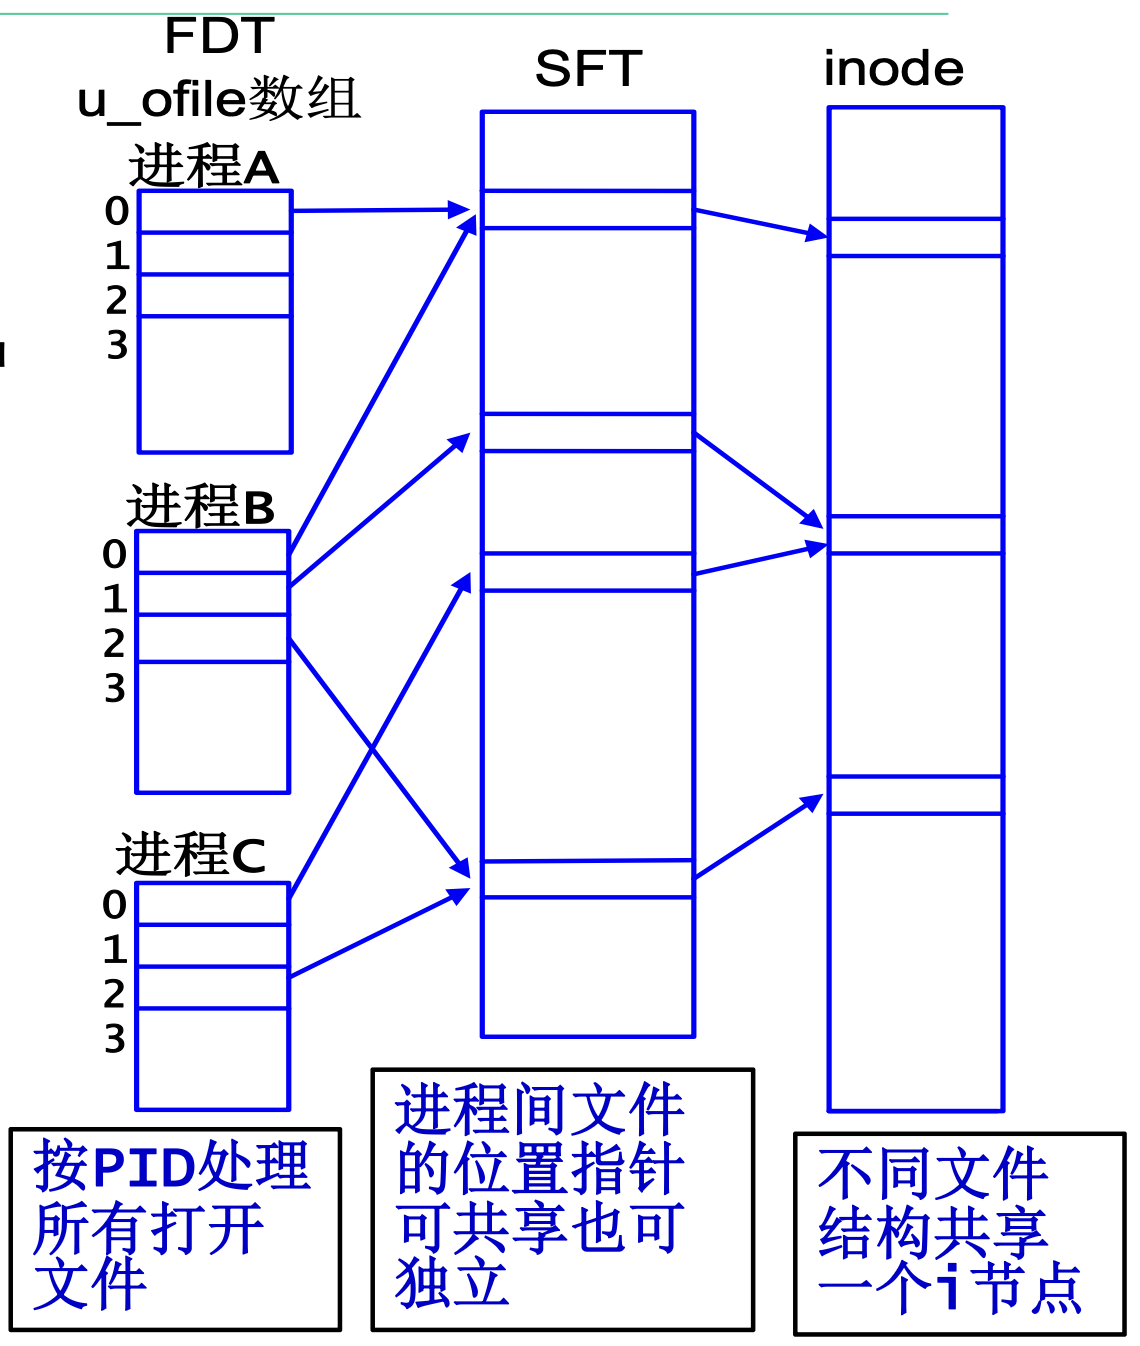 FDT
u_ofile数组
SFT
inode
进程A
0
1
2
3
进程B
0
1
2
3
进程C
0
1
2
3
按PID处理
所有打开
文件
进程间文件
的位置指针
可共享也可
独立
不同文件
结构共享
一个i节点